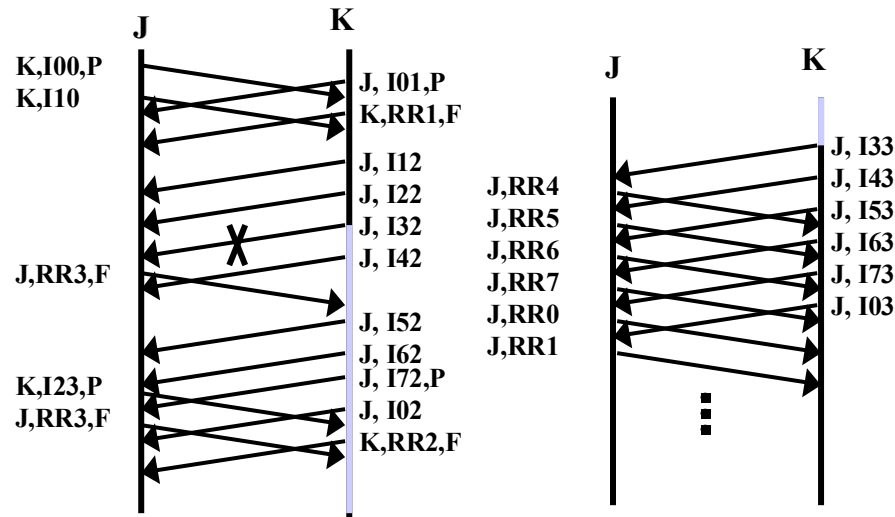 J
K
K,I00,P
K,I10
J, I01,P
K,RR1,F
J, I12
J, I22
J, I32
J, I42
J,RR3,F
J, I52
J, I62
J, I72,P
K,I23,P
J,RR3,F
J, I02
K,RR2,F
J
K
J, I33
J, I43
J, I53
J, I63
J, I73
J, I03
J,RR4
J,RR5
J,RR6
J,RR7
J,RR0
J,RR1